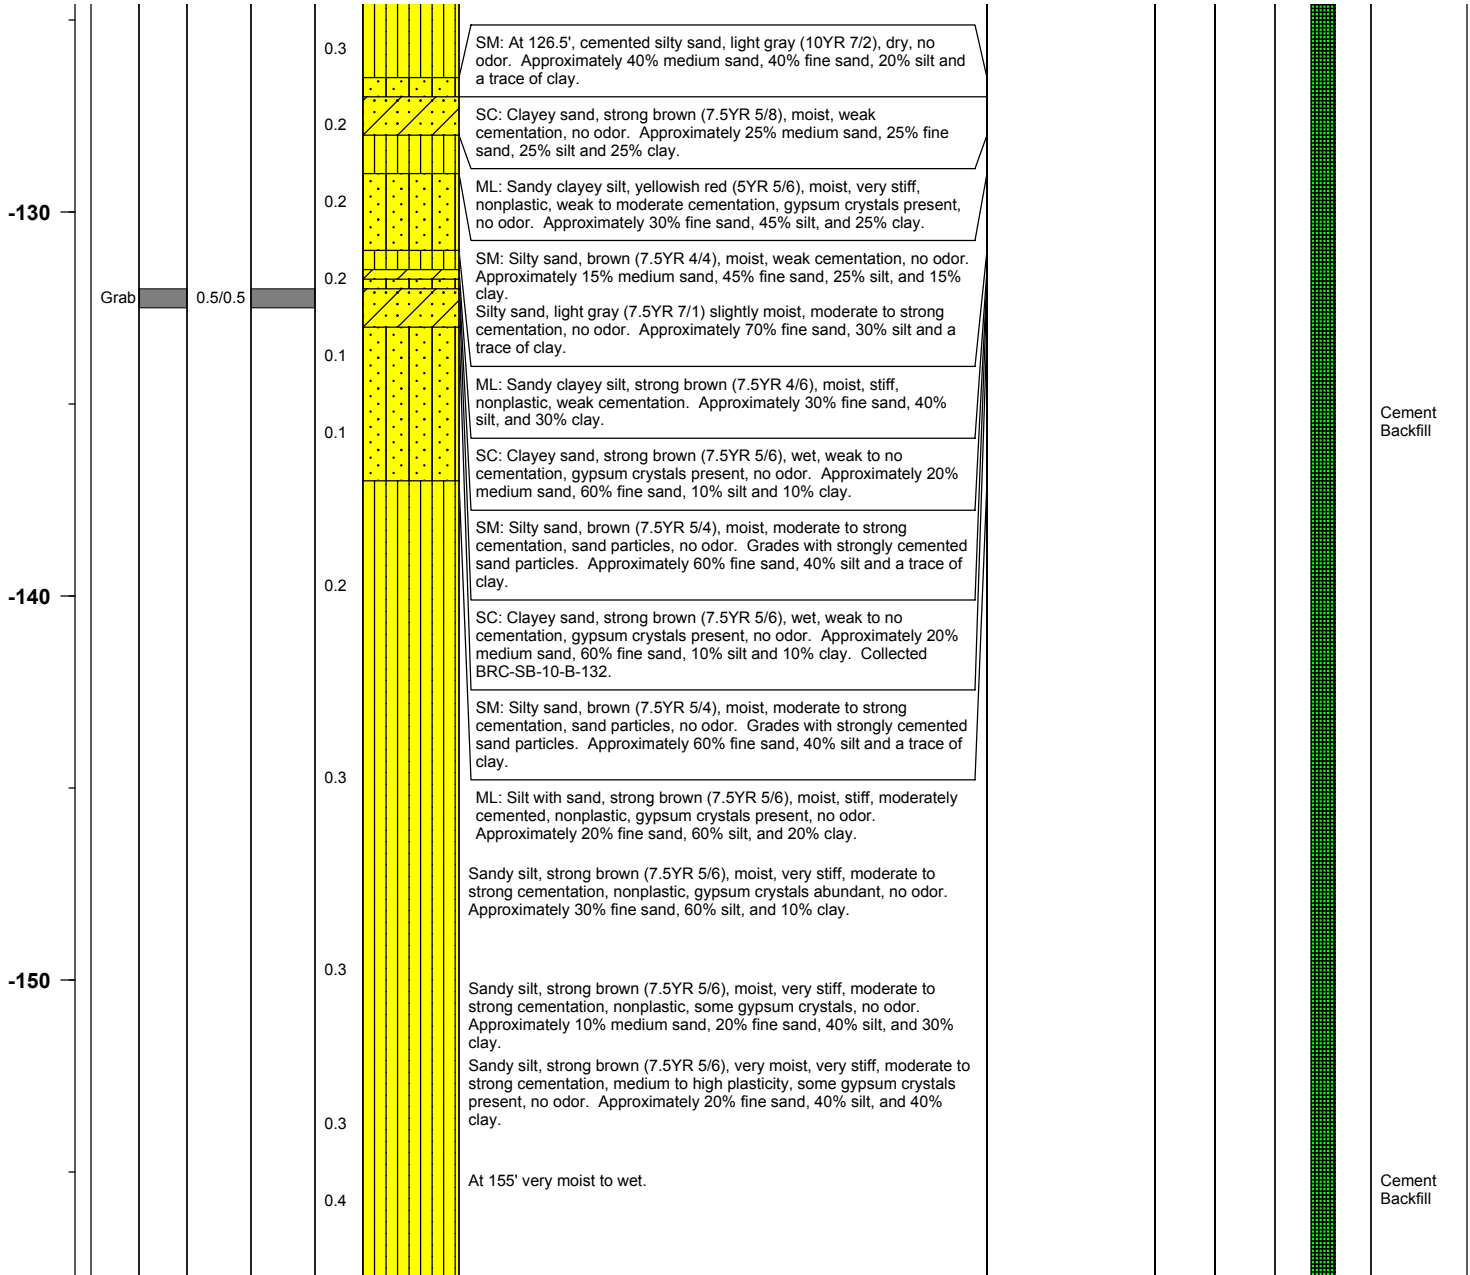 0.3
SM: At 126.5', cemented silty sand, light gray (10YR 7/2), dry, no
odor. Approximately 40% medium sand, 40% fine sand, 20% silt and
a trace of clay.
0.2
SC: Clayey sand, strong brown (7.5YR 5/8), moist, weak
cementation, no odor. Approximately 25% medium sand, 25% fine
sand, 25% silt and 25% clay.
-130
0.2
ML: Sandy clayey silt, yellowish red (5YR 5/6), moist, very stiff,
nonplastic, weak to moderate cementation, gypsum crystals present,
no odor. Approximately 30% fine sand, 45% silt, and 25% clay.
0.2
SM: Silty sand, brown (7.5YR 4/4), moist, weak cementation, no odor.
Approximately 15% medium sand, 45% fine sand, 25% silt, and 15%
clay.
Grab
0.5/0.5
Silty sand, light gray (7.5YR 7/1) slightly moist, moderate to strong
cementation, no odor. Approximately 70% fine sand, 30% silt and a
trace of clay.
0.1
ML: Sandy clayey silt, strong brown (7.5YR 4/6), moist, stiff,
nonplastic, weak cementation. Approximately 30% fine sand, 40%
silt, and 30% clay.
Cement
Backfill
0.1
SC: Clayey sand, strong brown (7.5YR 5/6), wet, weak to no
cementation, gypsum crystals present, no odor. Approximately 20%
medium sand, 60% fine sand, 10% silt and 10% clay.
SM: Silty sand, brown (7.5YR 5/4), moist, moderate to strong
cementation, sand particles, no odor. Grades with strongly cemented
sand particles. Approximately 60% fine sand, 40% silt and a trace of
clay.
-140
0.2
SC: Clayey sand, strong brown (7.5YR 5/6), wet, weak to no
cementation, gypsum crystals present, no odor. Approximately 20%
medium sand, 60% fine sand, 10% silt and 10% clay. Collected
BRC-SB-10-B-132.
SM: Silty sand, brown (7.5YR 5/4), moist, moderate to strong
cementation, sand particles, no odor. Grades with strongly cemented
sand particles. Approximately 60% fine sand, 40% silt and a trace of
clay.
0.3
ML: Silt with sand, strong brown (7.5YR 5/6), moist, stiff, moderately
cemented, nonplastic, gypsum crystals present, no odor.
Approximately 20% fine sand, 60% silt, and 20% clay.
Sandy silt, strong brown (7.5YR 5/6), moist, very stiff, moderate to
strong cementation, nonplastic, gypsum crystals abundant, no odor.
Approximately 30% fine sand, 60% silt, and 10% clay.
-150
0.3
Sandy silt, strong brown (7.5YR 5/6), moist, very stiff, moderate to
strong cementation, nonplastic, some gypsum crystals, no odor.
Approximately 10% medium sand, 20% fine sand, 40% silt, and 30%
clay.
Sandy silt, strong brown (7.5YR 5/6), very moist, very stiff, moderate to
strong cementation, medium to high plasticity, some gypsum crystals
present, no odor. Approximately 20% fine sand, 40% silt, and 40%
clay.
0.3
At 155' very moist to wet.
0.4
Cement
Backfill